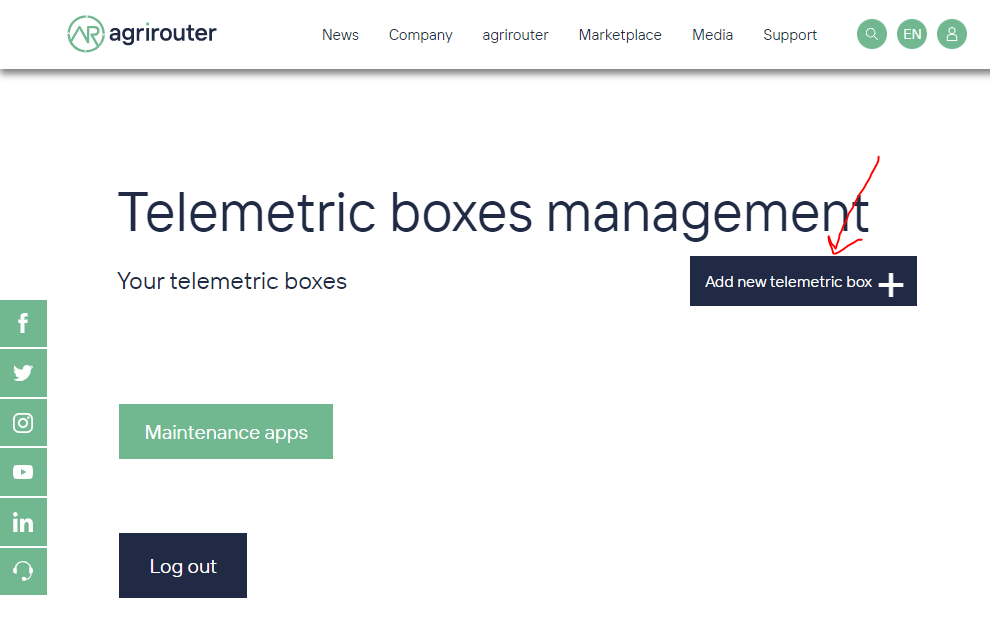 agrirouter
News Company agrirouter Marketplace Media Support EN
Telemetric boxes management
Your telemetric boxes
Add new telemetric box
Maintenance apps
Log out